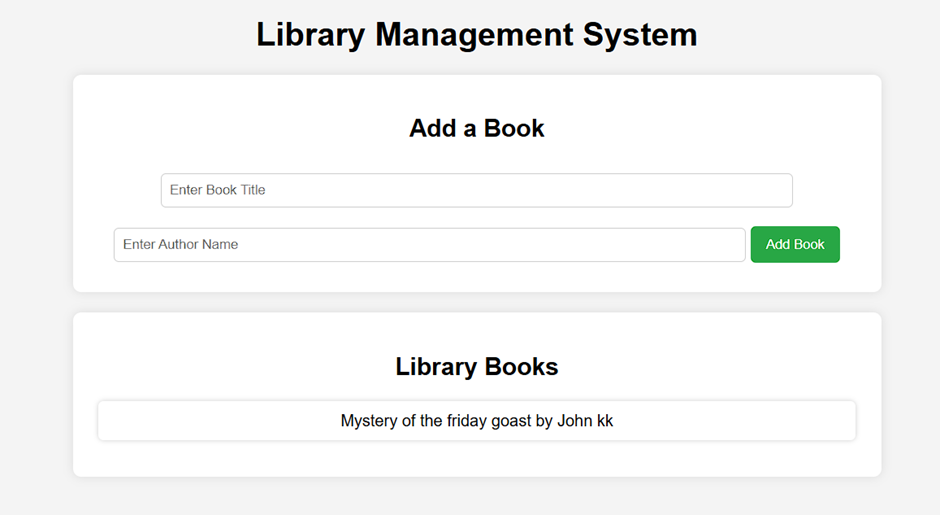 Library Management System
Add a Book
Enter Book Title
Enter Author Name
Add Book
Library Books
Mystery of the friday goast by John kk